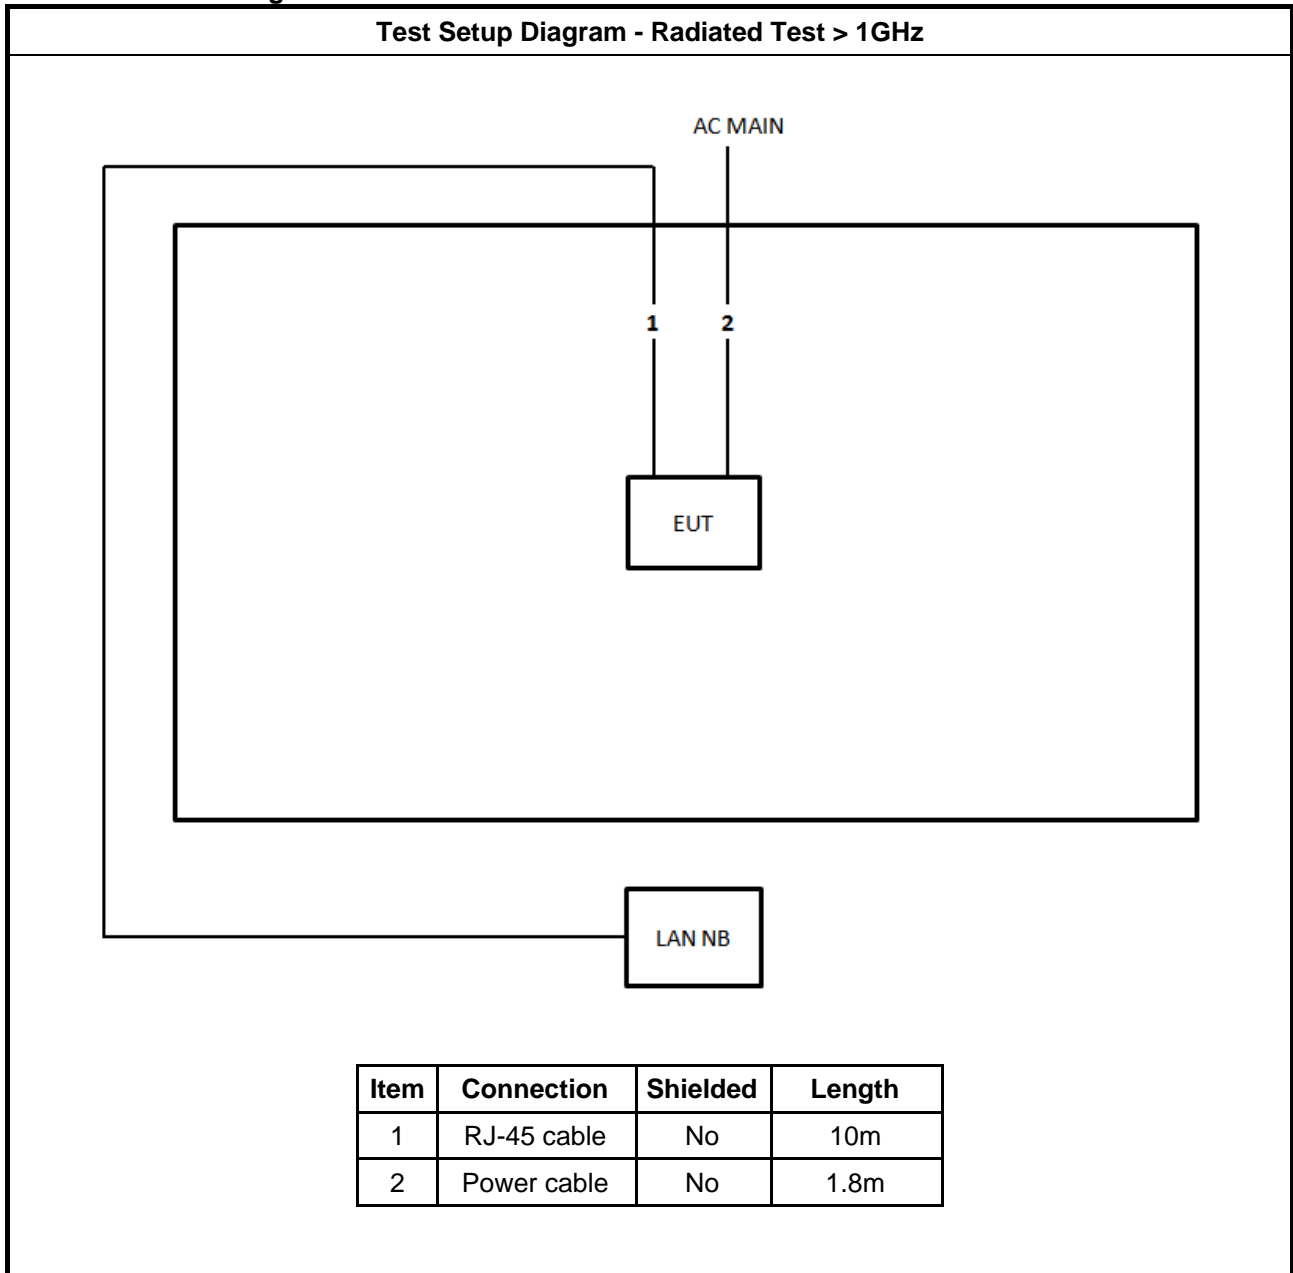 Test Setup Diagram - Radiated Test > 1GHz
AC MAIN
1 2
EUT
LAN NB
Item Connection Shielded Length
1 RJ-45 cable No 10m
2 Power cable No 1.8m